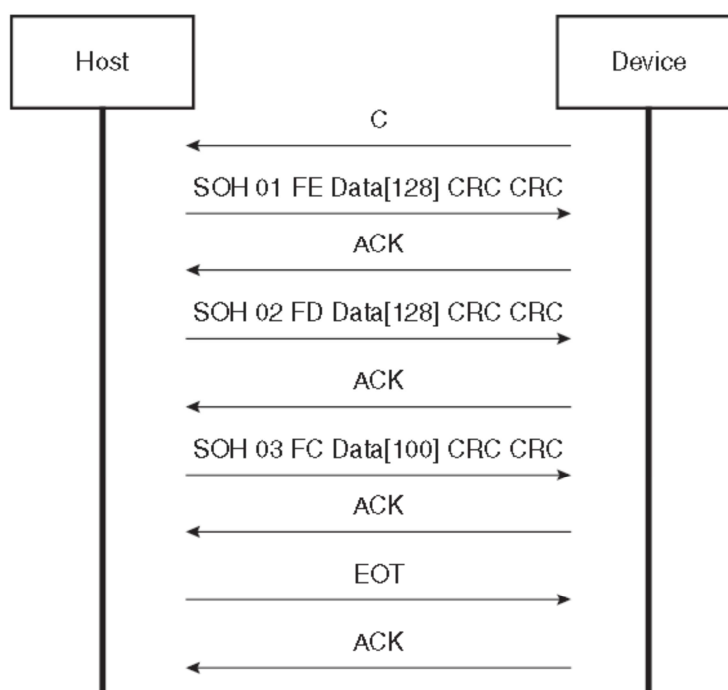 Host
Device
C
SOH 01 FE Data[128] CRC CRC
ACK
SOH 02 FD Data[128] CRC CRC
ACK
SOH 03 FC Data[100] CRC CRC
ACK
EOT
ACK